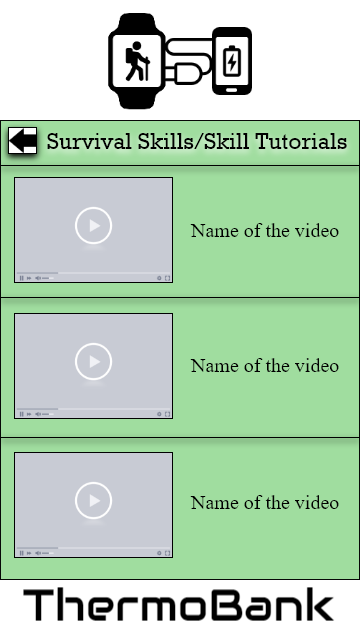 Survival Skills/Skill Tutorials
Name of the video
Name of the video
Name of the video
ThermoBank